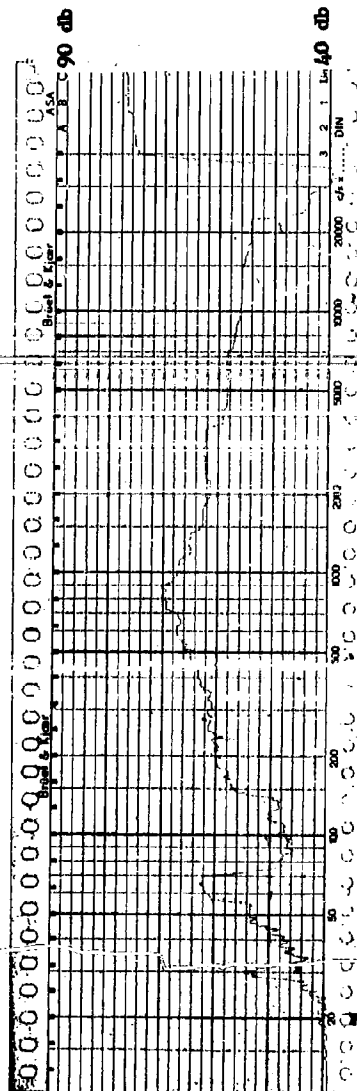 90 db
40 db
ASA
A B C
3 2 1 Lin
c/s DIN
Brüel & Kjær
20000
10000
5000
2000
1000
500
Brüel & Kjær
200
100
50
20